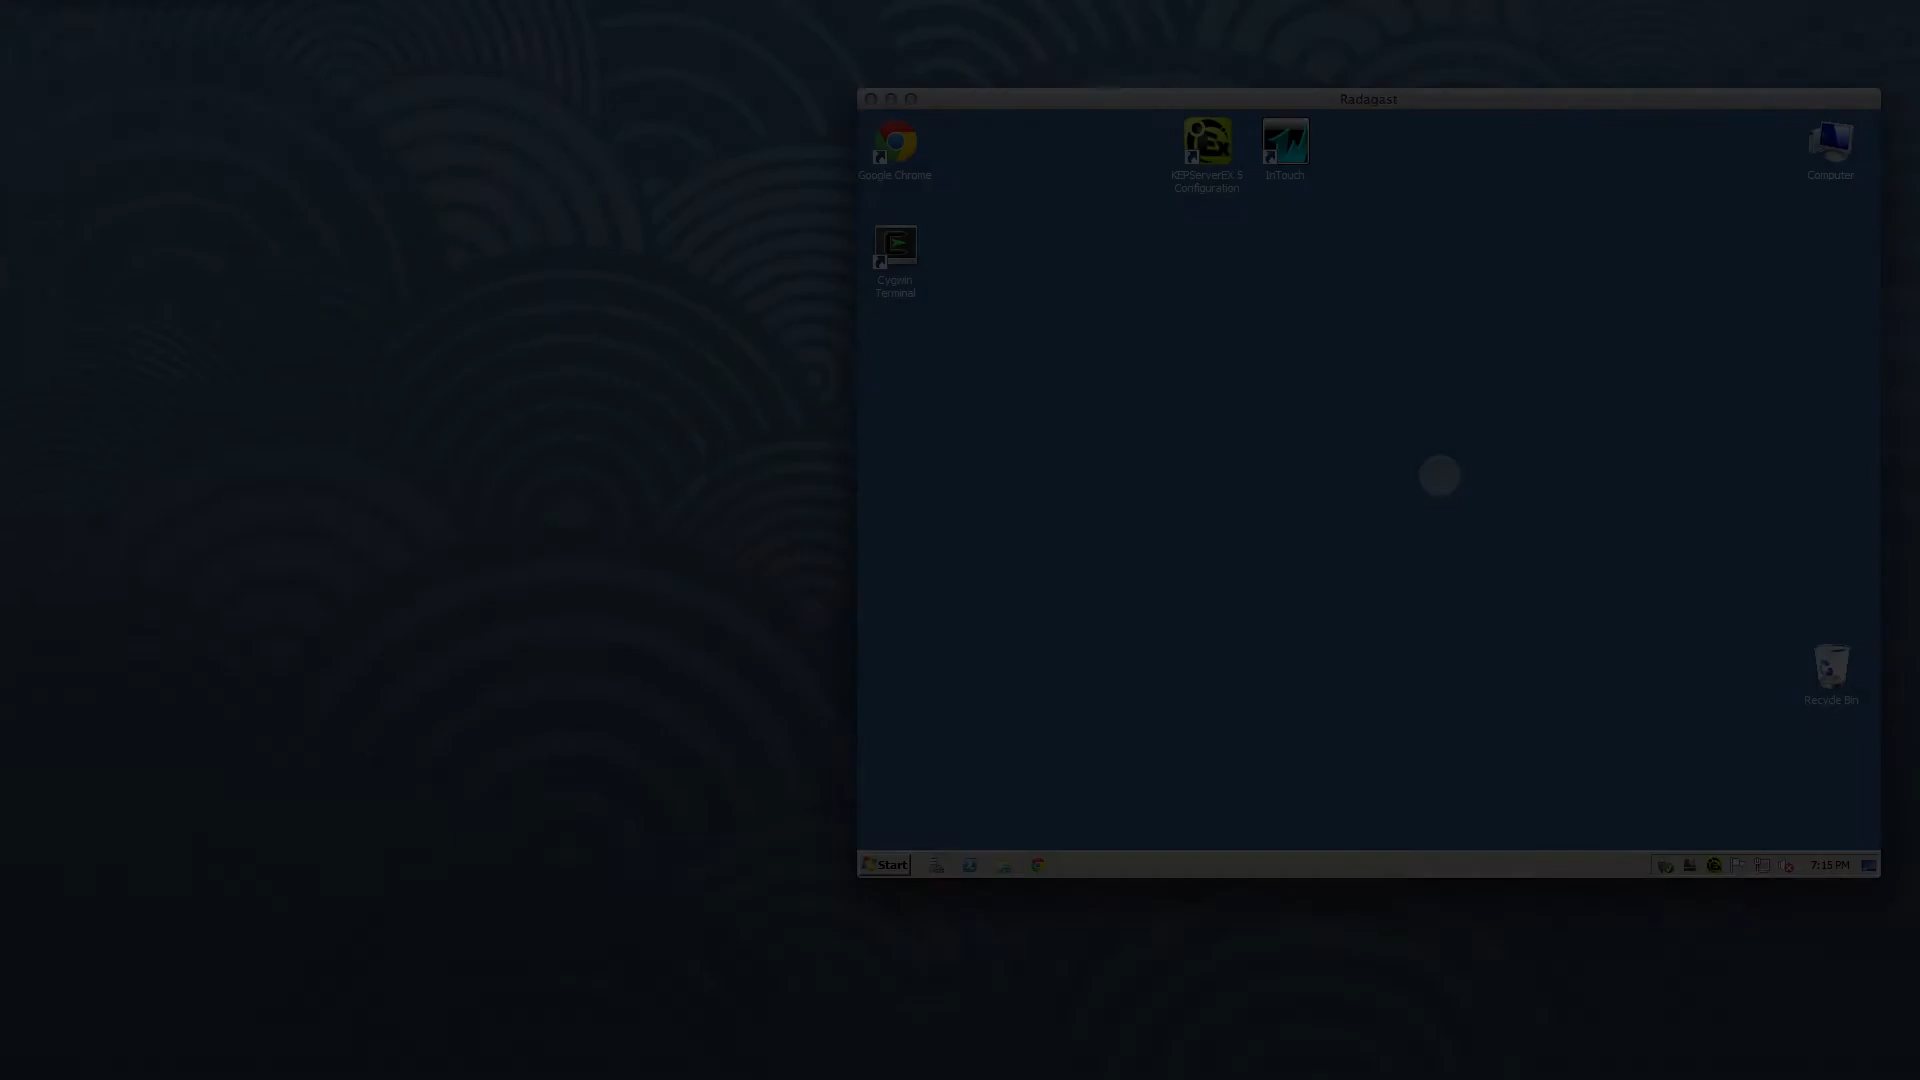 Radagast
Google Chrome
KEPServerEX 5
Configuration
InTouch
Computer
Cygwin
Terminal
Recycle Bin
Start
7:15 PM